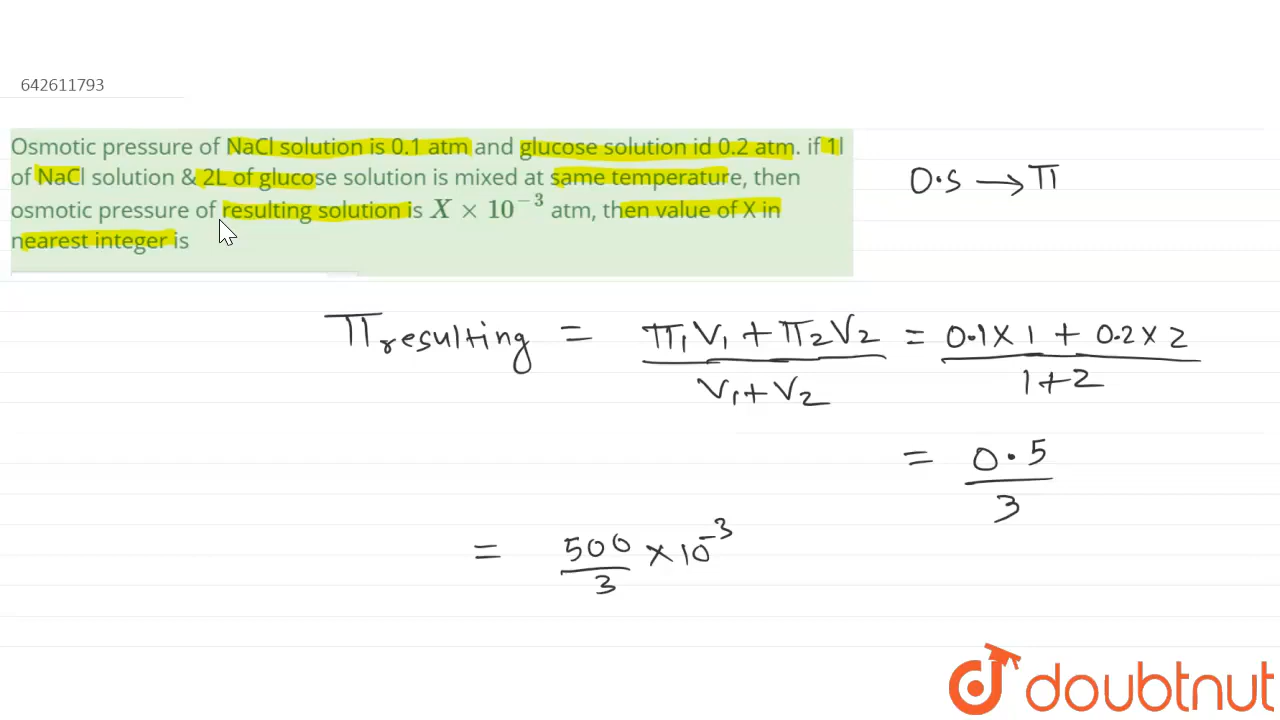 642611793
Osmotic pressure of NaCl solution is 0.1 atm and glucose solution id 0.2 atm. if 1l
of NaCl solution & 2L of glucose solution is mixed at same temperature, then
osmotic pressure of resulting solution is X × 10⁻³ atm, then value of X in
nearest integer is
0.5 → π
π resulting = π₁V₁ + π₂V₂ / V₁ + V₂ = 0.1 × 1 + 0.2 × 2 / 1 + 2
= 0.5 / 3
= 500 / 3 × 10⁻³
doubtnut